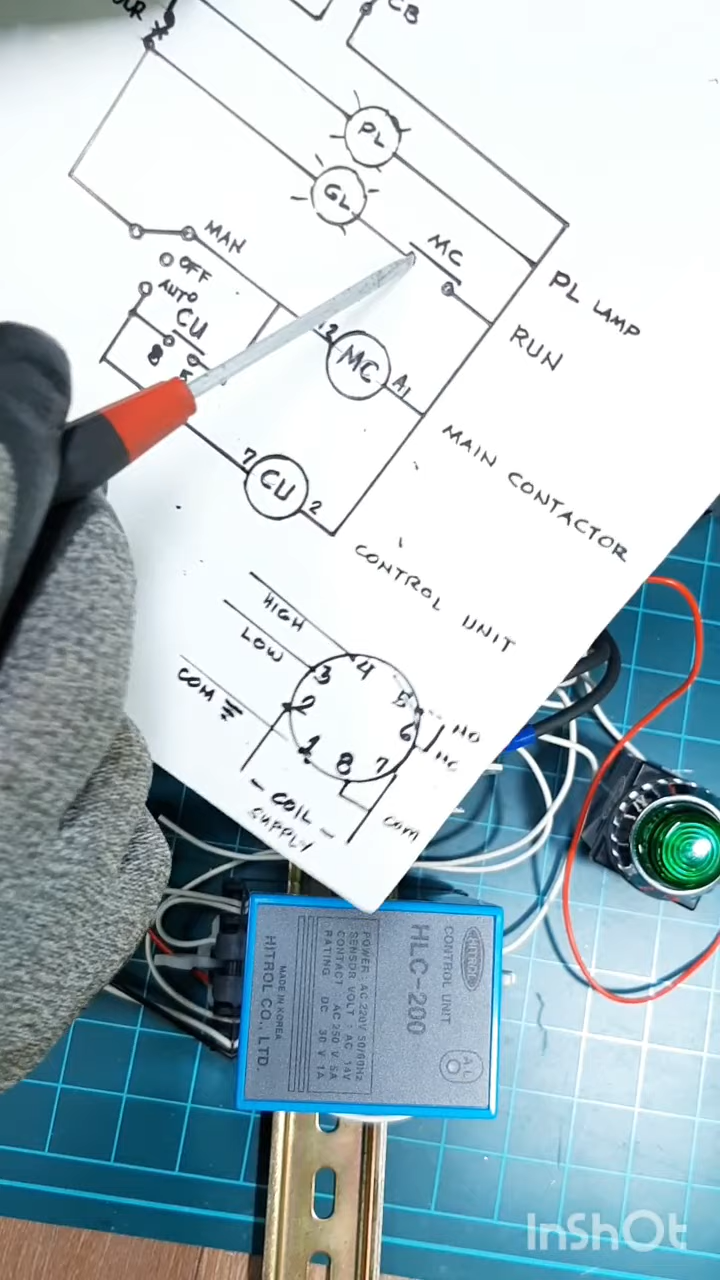 CB
PL
GL
MAN
MC
PL LAMP
OFF
AUTO
CU
8
RUN
MC
A1
MAIN CONTACTOR
7
CU
2
CONTROL UNIT
HIGH
LOW
COM
4
3
5
2
6
NO
NC
1
8
7
COIL
SUPPLY
COM
HITROL
CONTROL UNIT
HLC-200
POWER : AC 220V 50/60Hz
SENSOR VOLT : AC 14V
CONTACT AC 250 V 5A
RATING DC 30 V 1A
MADE IN KOREA
HITROL CO., LTD.
InShOt